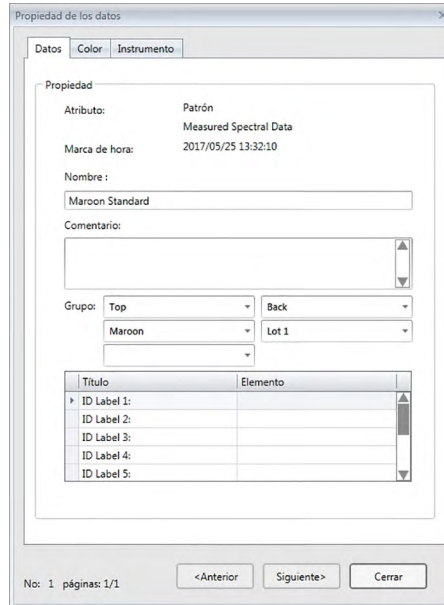 Propiedad de los datos
Datos Color Instrumento
Propiedad
Atributo: Patrón
Measured Spectral Data
Marca de hora: 2017/05/25 13:32:10
Nombre :
Maroon Standard
Comentario:
Grupo: Top Back
Maroon Lot 1
Título Elemento
ID Label 1:
ID Label 2:
ID Label 3:
ID Label 4:
ID Label 5:
No: 1 páginas: 1/1 <Anterior Siguiente> Cerrar